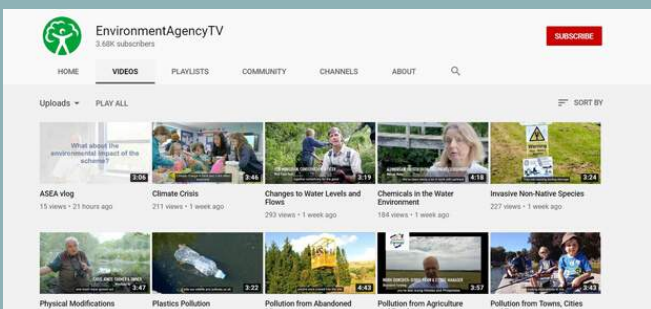 EnvironmentAgencyTV
3.68K subscribers
SUBSCRIBE
HOME VIDEOS PLAYLISTS COMMUNITY CHANNELS ABOUT
Uploads PLAY ALL SORT BY
What about the
environmental impact of the
scheme?
3:06 3:46 3:19 4:18 3:24
ASEA vlog
15 views • 21 hours ago
Climate Crisis
211 views • 1 week ago
Changes to Water Levels and
Flows
293 views • 1 week ago
Chemicals in the Water
Environment
184 views • 1 week ago
Warning
Invasive Non-Native Species
227 views • 1 week ago
3:47 3:22 4:43 3:57 3:43
Physical Modifications
Plastics Pollution
Pollution from Abandoned
Pollution from Agriculture
Pollution from Towns, Cities